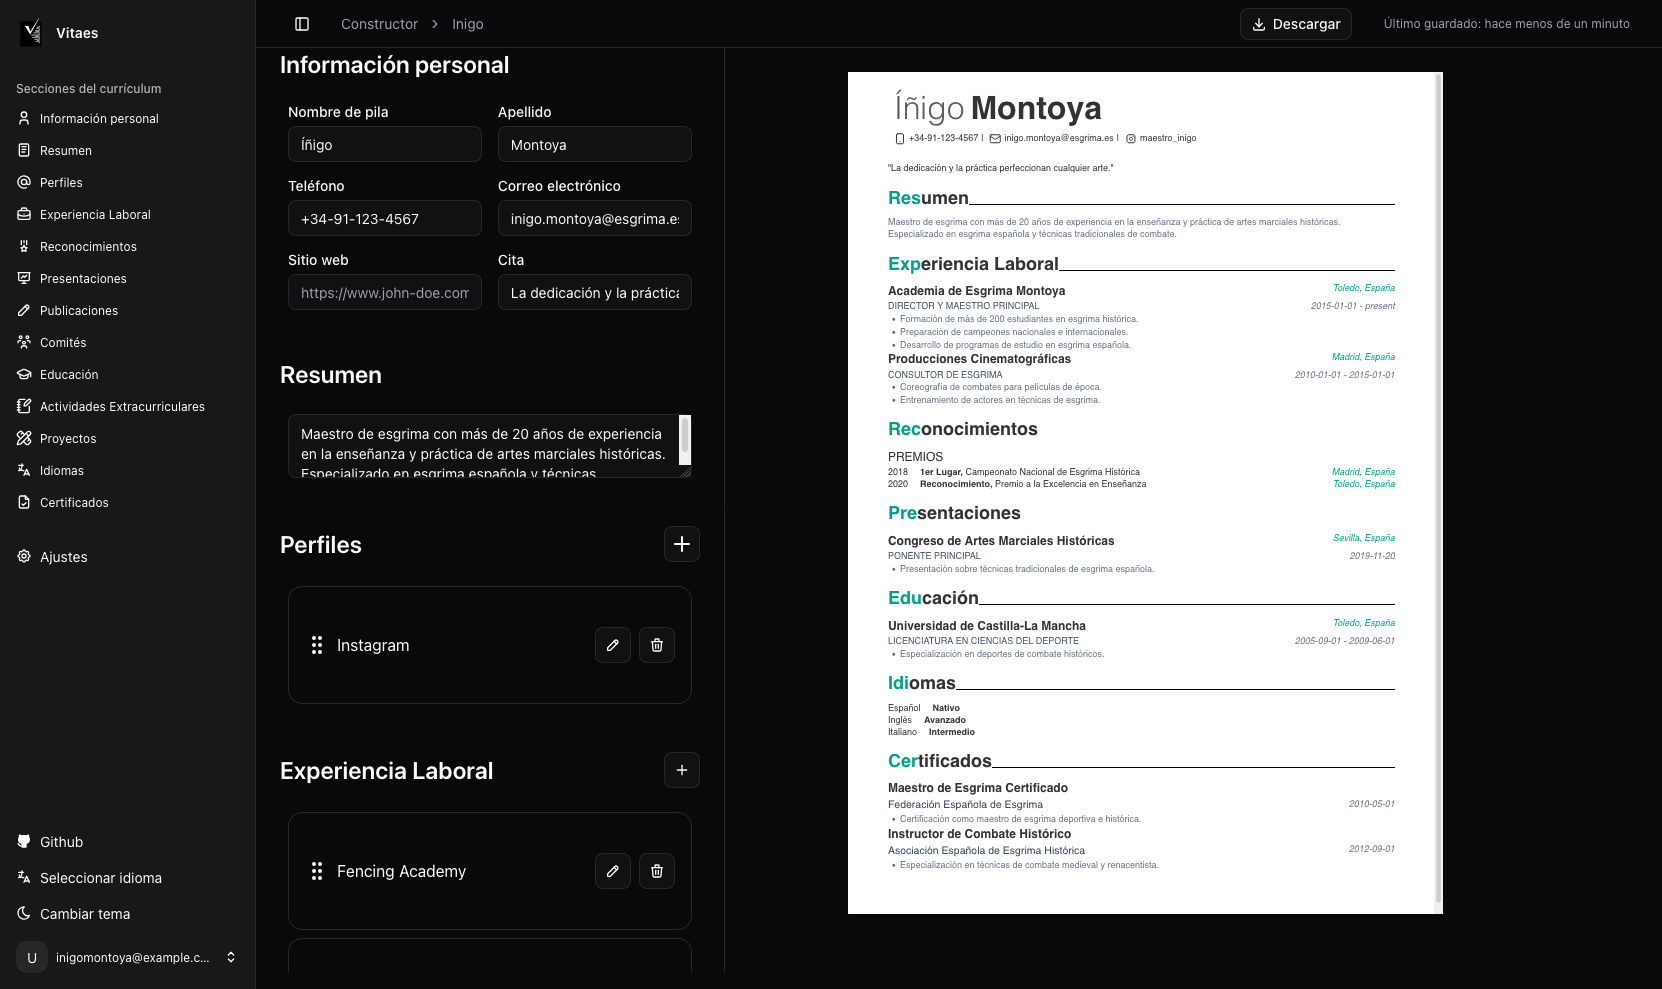 Vitaes
Secciones del currículum
Información personal
Resumen
Perfiles
Experiencia Laboral
Reconocimientos
Presentaciones
Publicaciones
Comités
Educación
Actividades Extracurriculares
Proyectos
Idiomas
Certificados
Ajustes
Github
Seleccionar idioma
Cambiar tema
U
inigomontoya@example.c...
Constructor > Inigo
Descargar
Último guardado: hace menos de un minuto
Información personal
Nombre de pila
Apellido
Íñigo
Montoya
Teléfono
Correo electrónico
+34-91-123-4567
inigo.montoya@esgrima.es
Sitio web
Cita
https://www.john-doe.com
La dedicación y la práctica
Resumen
Maestro de esgrima con más de 20 años de experiencia
en la enseñanza y práctica de artes marciales históricas.
Especializado en esgrima española y técnicas
Perfiles
Instagram
Experiencia Laboral
Fencing Academy
Íñigo Montoya
+34-91-123-4567 | inigo.montoya@esgrima.es | maestro_inigo
"La dedicación y la práctica perfeccionan cualquier arte."
Resumen
Maestro de esgrima con más de 20 años de experiencia en la enseñanza y práctica de artes marciales históricas.
Especializado en esgrima española y técnicas tradicionales de combate.
Experiencia Laboral
Academia de Esgrima Montoya Toledo, España
DIRECTOR Y MAESTRO PRINCIPAL 2015-01-01 - present
• Formación de más de 200 estudiantes en esgrima histórica.
• Preparación de campeones nacionales e internacionales.
• Desarrollo de programas de estudio en esgrima española.
Producciones Cinematográficas Madrid, España
CONSULTOR DE ESGRIMA 2010-01-01 - 2015-01-01
• Coreografía de combates para películas de época.
• Entrenamiento de actores en técnicas de esgrima.
Reconocimientos
PREMIOS
2018 1er Lugar, Campeonato Nacional de Esgrima Histórica Madrid, España
2020 Reconocimiento, Premio a la Excelencia en Enseñanza Toledo, España
Presentaciones
Congreso de Artes Marciales Históricas Sevilla, España
PONENTE PRINCIPAL 2019-11-20
• Presentación sobre técnicas tradicionales de esgrima española.
Educación
Universidad de Castilla-La Mancha Toledo, España
LICENCIATURA EN CIENCIAS DEL DEPORTE 2005-09-01 - 2009-06-01
• Especialización en deportes de combate históricos.
Idiomas
Español Nativo
Inglés Avanzado
Italiano Intermedio
Certificados
Maestro de Esgrima Certificado
Federación Española de Esgrima 2010-05-01
• Certificación como maestro de esgrima deportiva e histórica.
Instructor de Combate Histórico
Asociación Española de Esgrima Histórica 2012-09-01
• Especialización en técnicas de combate medieval y renacentista.